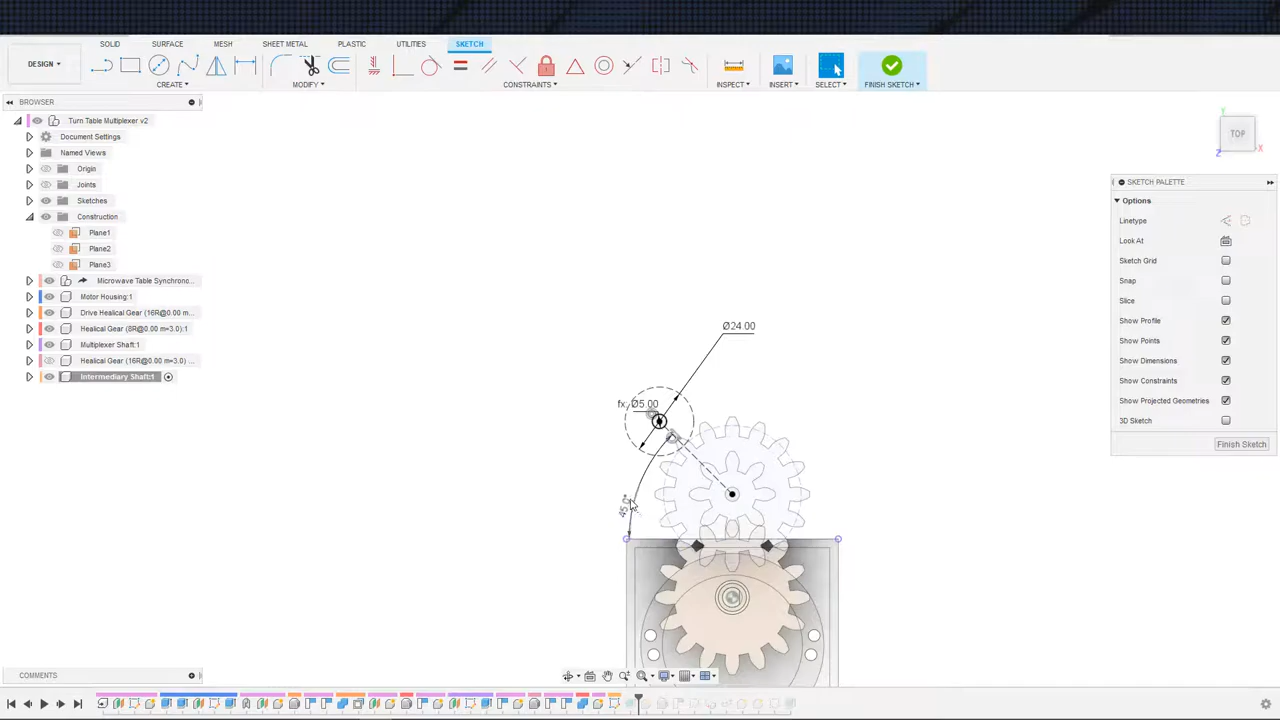 SOLID SURFACE MESH SHEET METAL PLASTIC UTILITIES SKETCH
DESIGN
CREATE MODIFY CONSTRAINTS INSPECT INSERT SELECT FINISH SKETCH
BROWSER
Turn Table Multiplexer v2
Document Settings
Named Views
Origin
Joints
Sketches
Construction
Plane1
Plane2
Plane3
Microwave Table Synchrono...
Motor Housing:1
Drive Healical Gear (16R@0.00 m...
Healical Gear (8R@0.00 m=3.0):1
Multiplexer Shaft:1
Healical Gear (16R@0.00 m=3.0) ...
Intermediary Shaft:1
TOP
Y
X
Z
SKETCH PALETTE
Options
Linetype
Look At
Sketch Grid
Snap
Slice
Show Profile
Show Points
Show Dimensions
Show Constraints
Show Projected Geometries
3D Sketch
Finish Sketch
Ø24.00
fx: Ø5.00
45.0°
COMMENTS